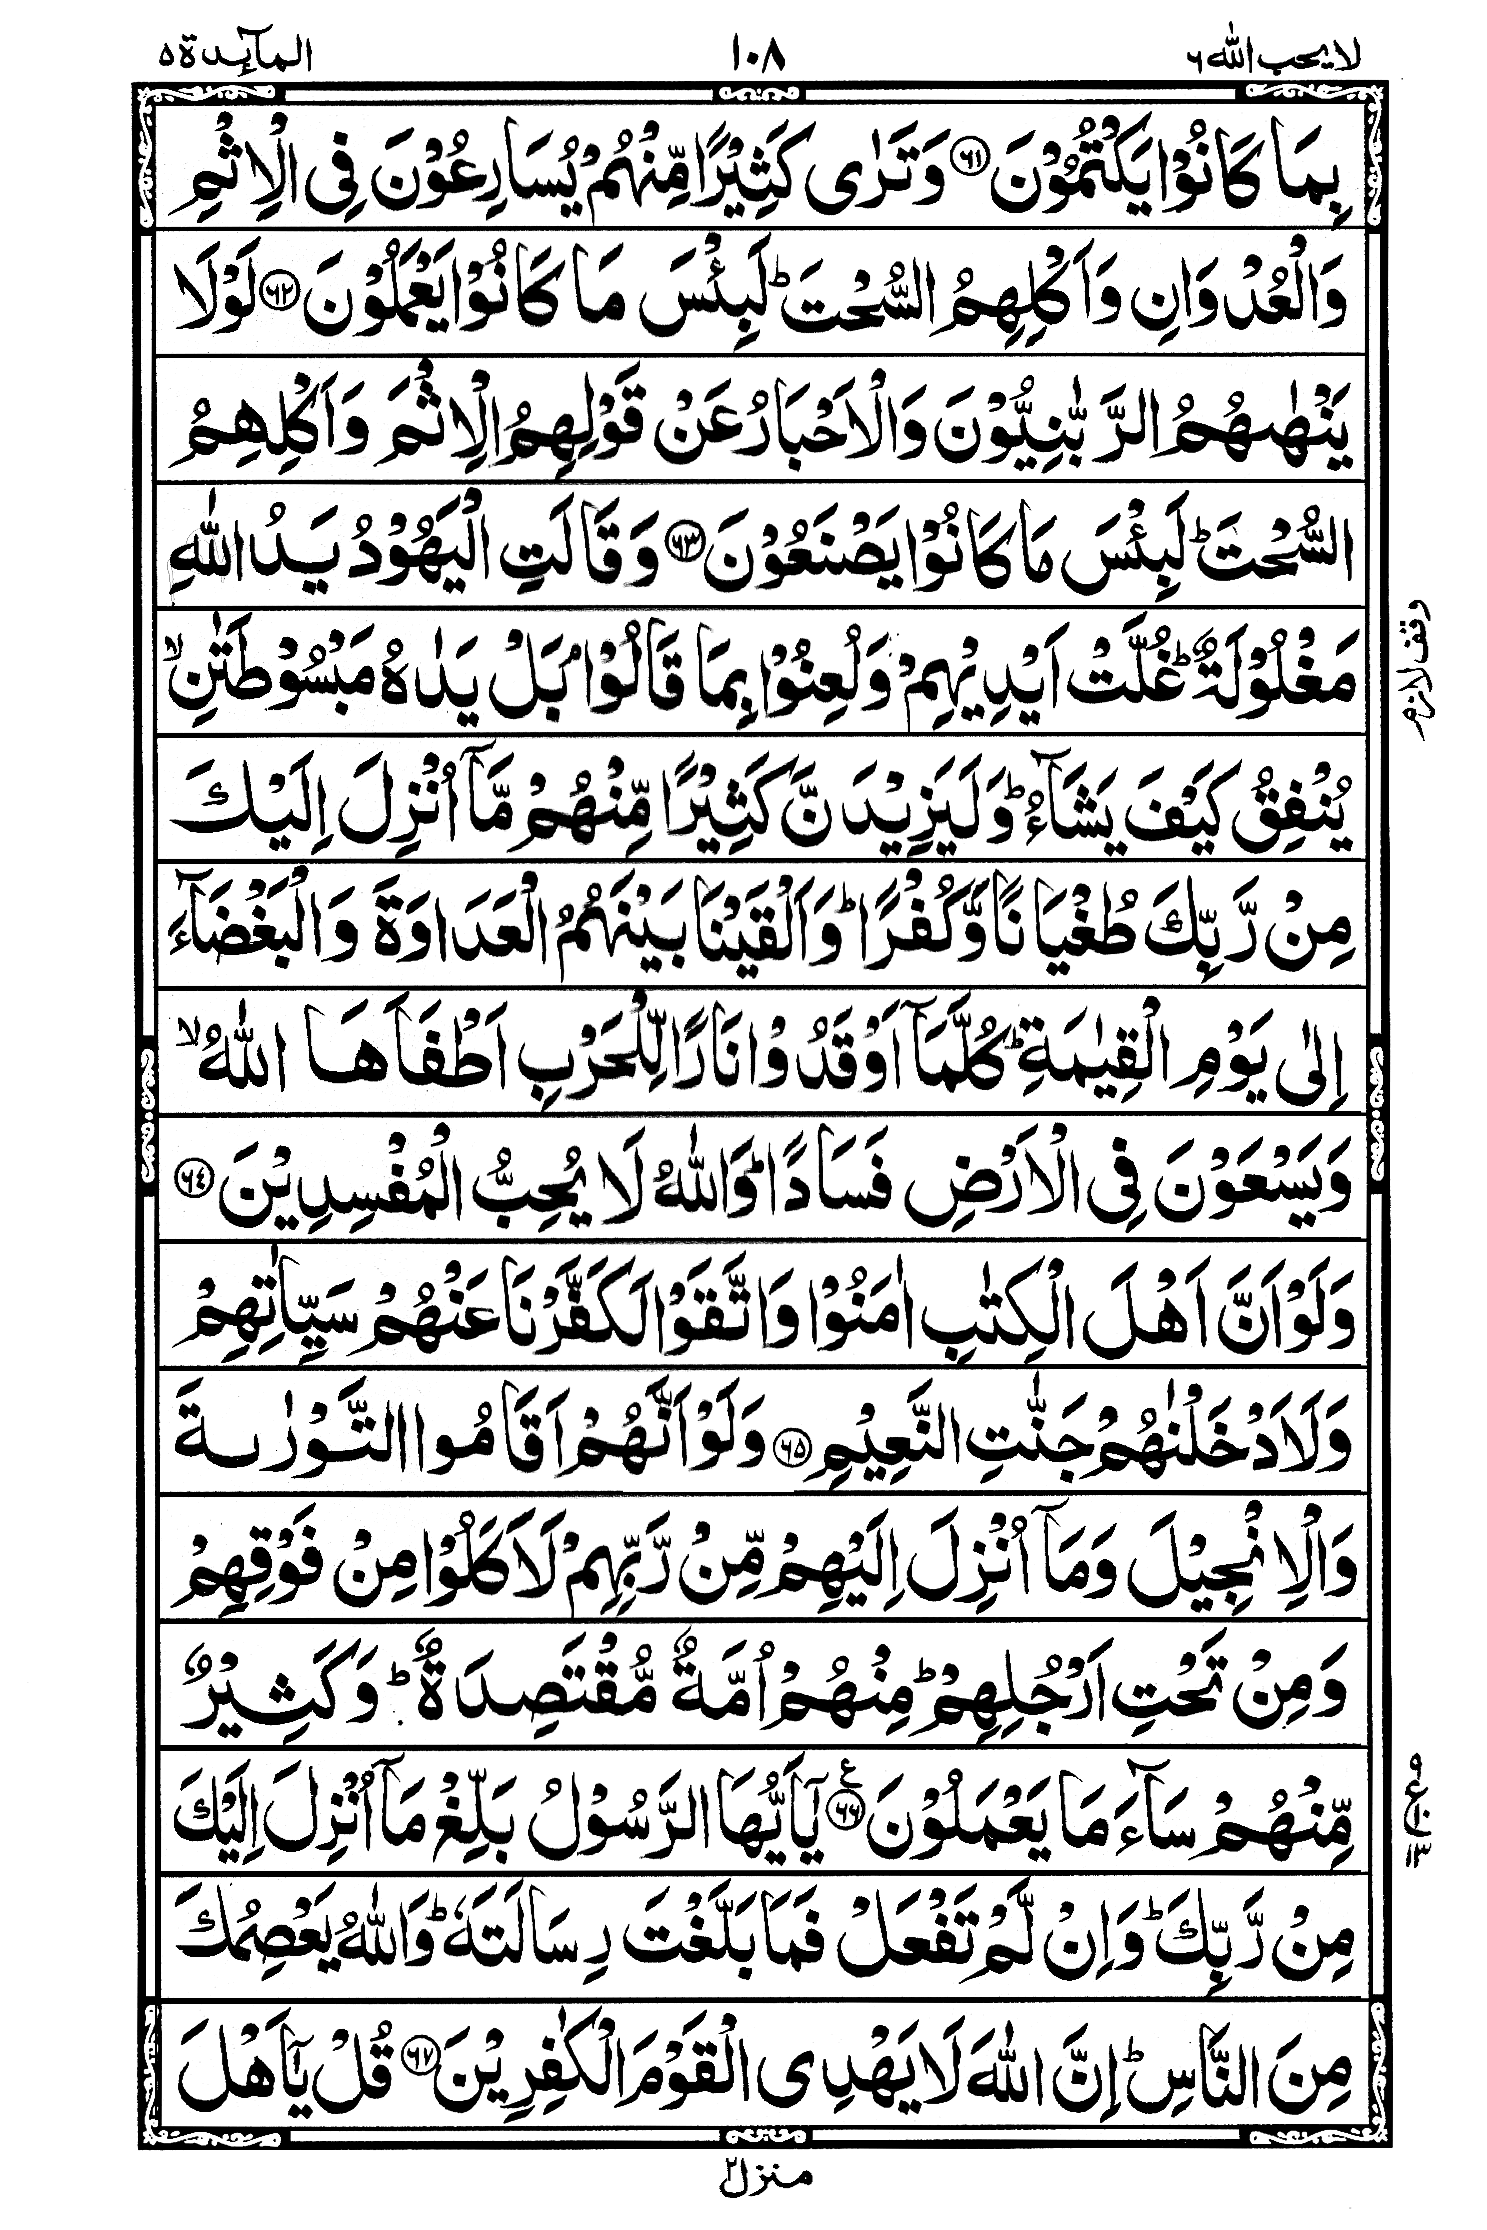 لا يحب الله ٦
١٠٨
المآئدة ٥
بِمَا كَانُوْا يَكْتُمُوْنَ ﴿٦١﴾ وَتَرٰى كَثِيْرًا مِّنْهُمْ يُسَارِعُوْنَ فِى الْاِثْمِ
وَالْعُدْوَانِ وَاَكْلِهِمُ السُّحْتَ ؕ لَبِئْسَ مَا كَانُوْا يَعْمَلُوْنَ ﴿٦٢﴾ لَوْلَا
يَنْهٰىهُمُ الرَّبّٰنِيُّوْنَ وَالْاَحْبَارُ عَنْ قَوْلِهِمُ الْاِثْمَ وَاَكْلِهِمُ
السُّحْتَ ؕ لَبِئْسَ مَا كَانُوْا يَصْنَعُوْنَ ﴿٦٣﴾ وَقَالَتِ الْيَهُوْدُ يَدُ اللّٰهِ
مَغْلُوْلَةٌ ؕ غُلَّتْ اَيْدِيْهِمْ وَلُعِنُوْا بِمَا قَالُوْا ۘ بَلْ يَدٰهُ مَبْسُوْطَتٰنِ ۙ
وقف لازم
يُنْفِقُ كَيْفَ يَشَآءُ ؕ وَلَيَزِيْدَنَّ كَثِيْرًا مِّنْهُمْ مَّآ اُنْزِلَ اِلَيْكَ
مِنْ رَّبِّكَ طُغْيَانًا وَّكُفْرًا ؕ وَاَلْقَيْنَا بَيْنَهُمُ الْعَدَاوَةَ وَالْبَغْضَآءَ
اِلٰى يَوْمِ الْقِيٰمَةِ ؕ كُلَّمَآ اَوْقَدُوْا نَارًا لِّلْحَرْبِ اَطْفَاَهَا اللّٰهُ ۙ
وَيَسْعَوْنَ فِى الْاَرْضِ فَسَادًا ؕ وَاللّٰهُ لَا يُحِبُّ الْمُفْسِدِيْنَ ﴿٦٤﴾
وَلَوْ اَنَّ اَهْلَ الْكِتٰبِ اٰمَنُوْا وَاتَّقَوْا لَكَفَّرْنَا عَنْهُمْ سَيِّاٰتِهِمْ
وَلَاَدْخَلْنٰهُمْ جَنّٰتِ النَّعِيْمِ ﴿٦٥﴾ وَلَوْ اَنَّهُمْ اَقَامُوا التَّوْرٰىةَ
وَالْاِنْجِيْلَ وَمَآ اُنْزِلَ اِلَيْهِمْ مِّنْ رَّبِّهِمْ لَاَكَلُوْا مِنْ فَوْقِهِمْ
وَمِنْ تَحْتِ اَرْجُلِهِمْ ؕ مِنْهُمْ اُمَّةٌ مُّقْتَصِدَةٌ ؕ وَكَثِيْرٌ
مِّنْهُمْ سَآءَ مَا يَعْمَلُوْنَ ﴿٦٦﴾ ع يٰٓاَيُّهَا الرَّسُوْلُ بَلِّغْ مَآ اُنْزِلَ اِلَيْكَ
ع ١٣
مِنْ رَّبِّكَ ؕ وَاِنْ لَّمْ تَفْعَلْ فَمَا بَلَّغْتَ رِسَالَتَهٗ ؕ وَاللّٰهُ يَعْصِمُكَ
مِنَ النَّاسِ ؕ اِنَّ اللّٰهَ لَا يَهْدِى الْقَوْمَ الْكٰفِرِيْنَ ﴿٦٧﴾ قُلْ يٰٓاَهْلَ
منزل ٢